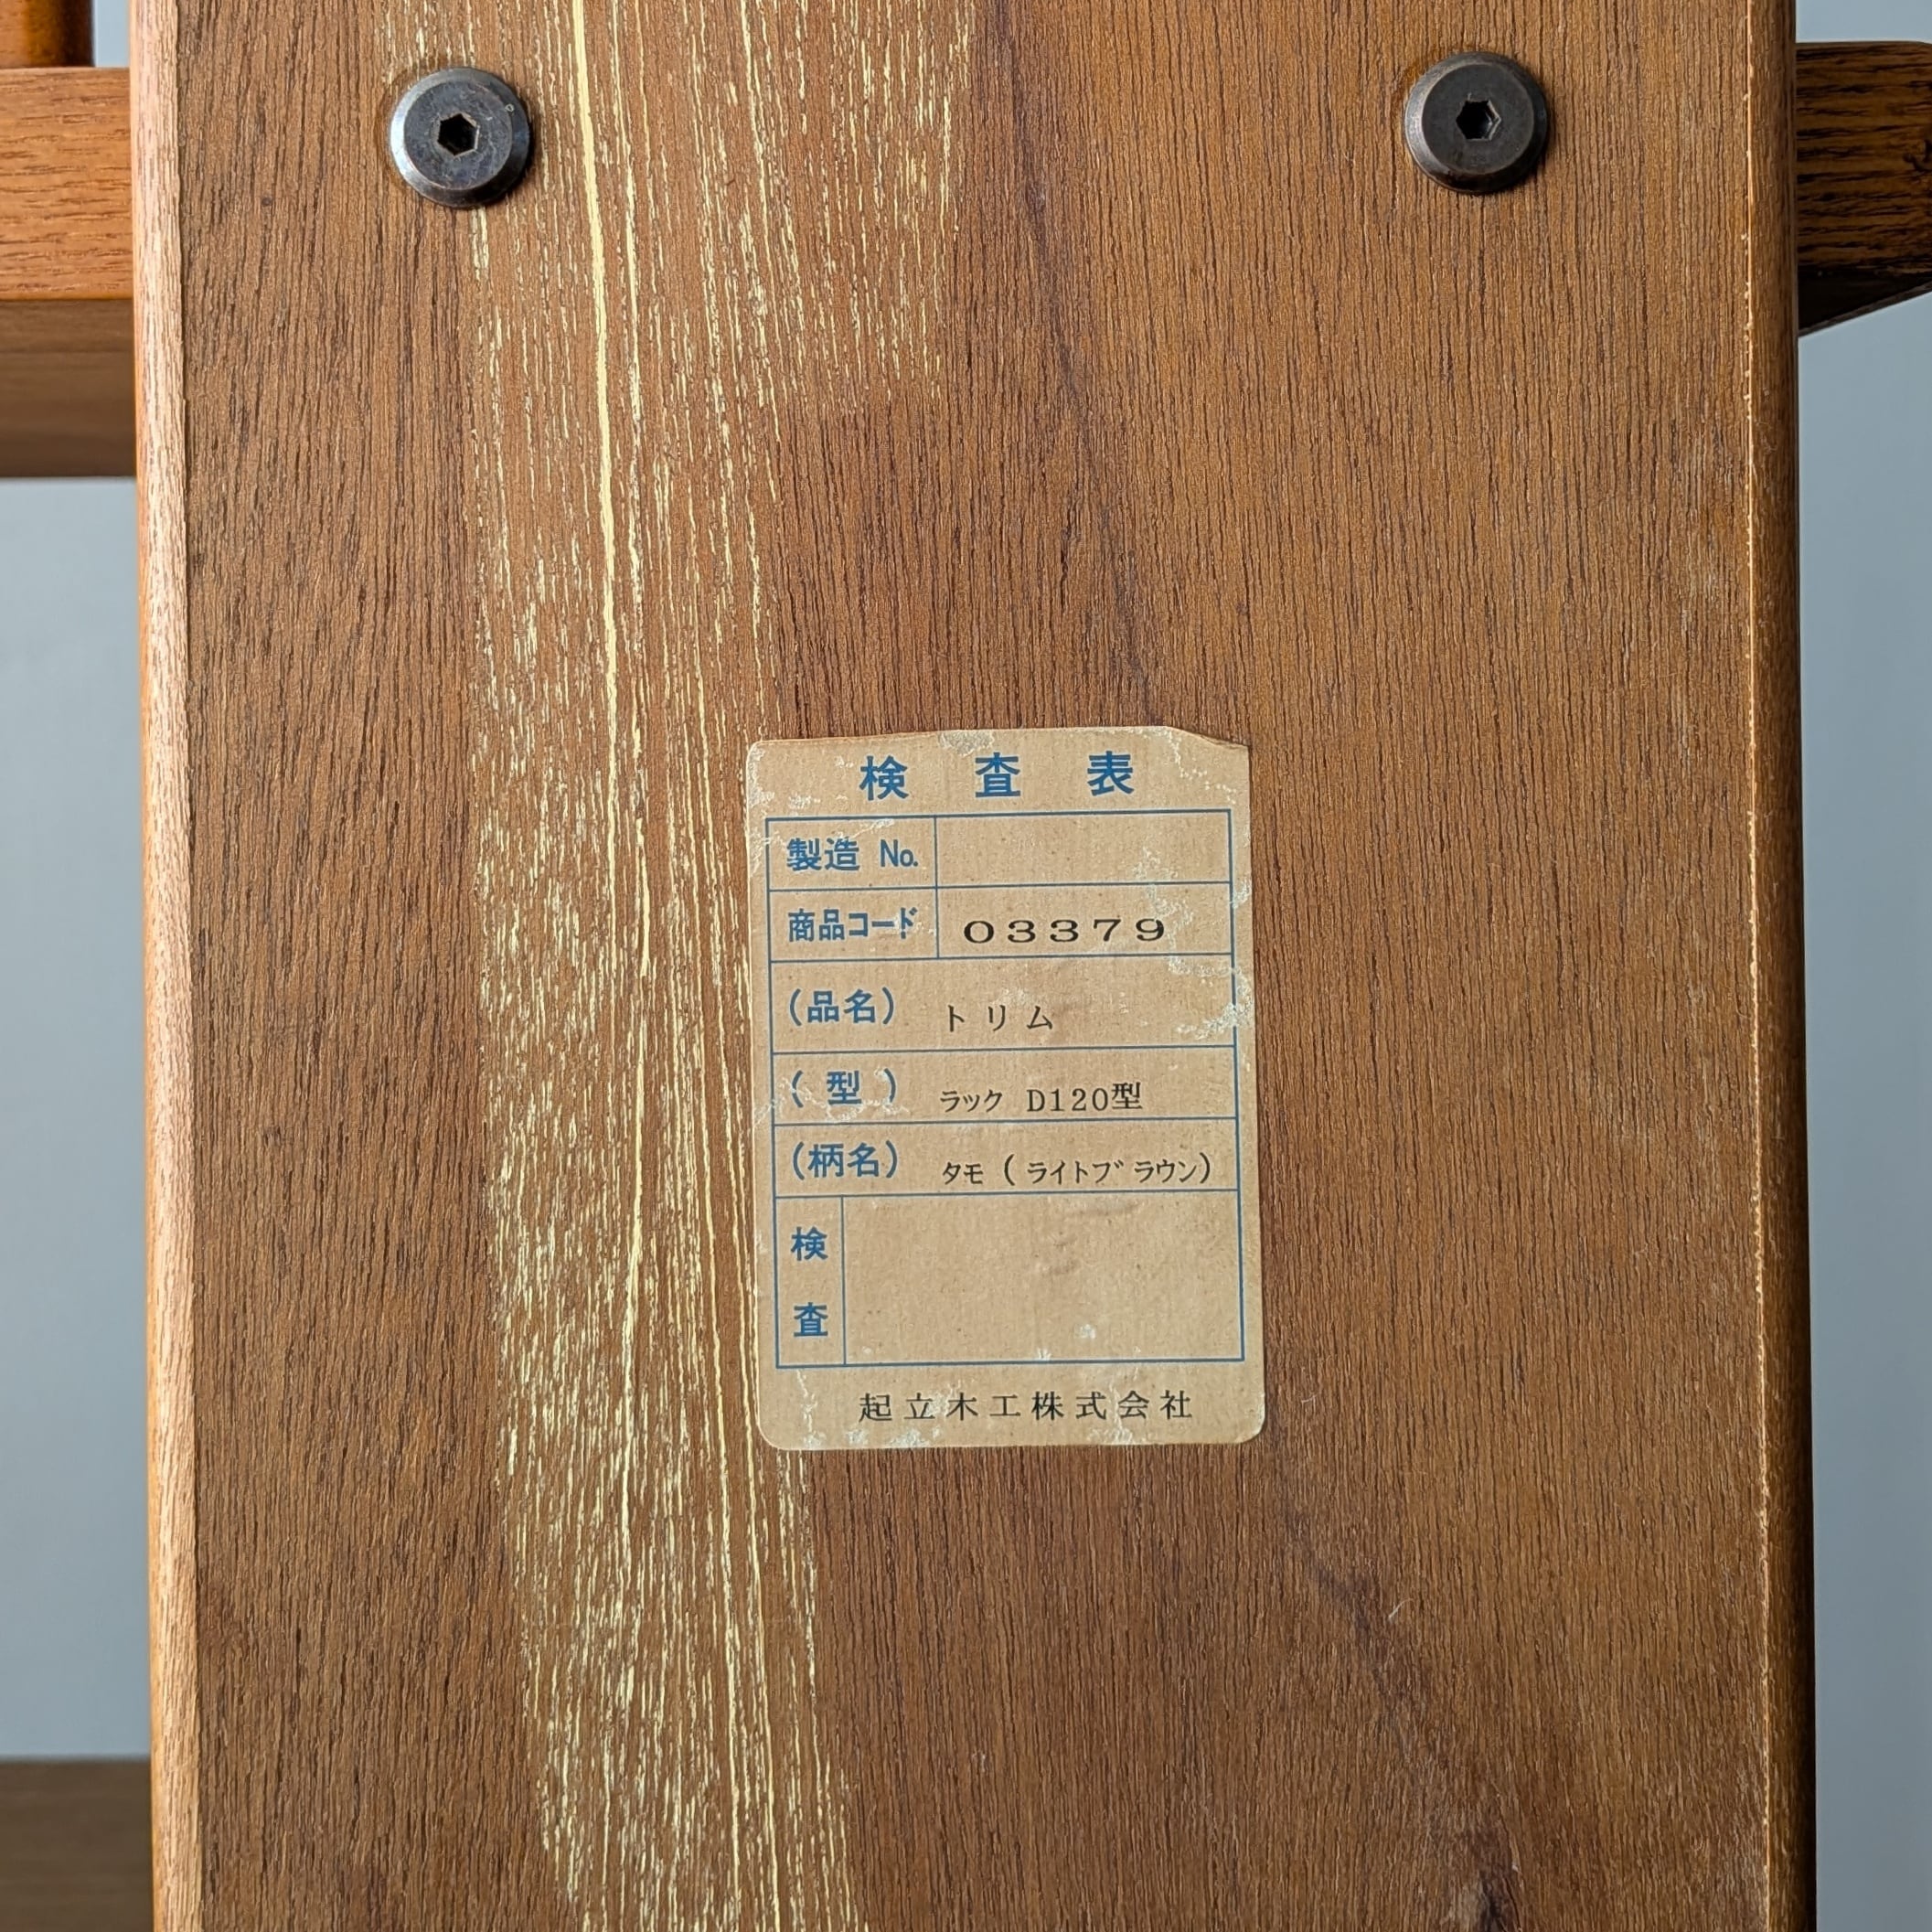 検査表
製造 No.
商品コード 03379
(品名) トリム
(型) ラック D120型
(柄名) タモ (ライトブラウン)
検査
起立木工株式会社